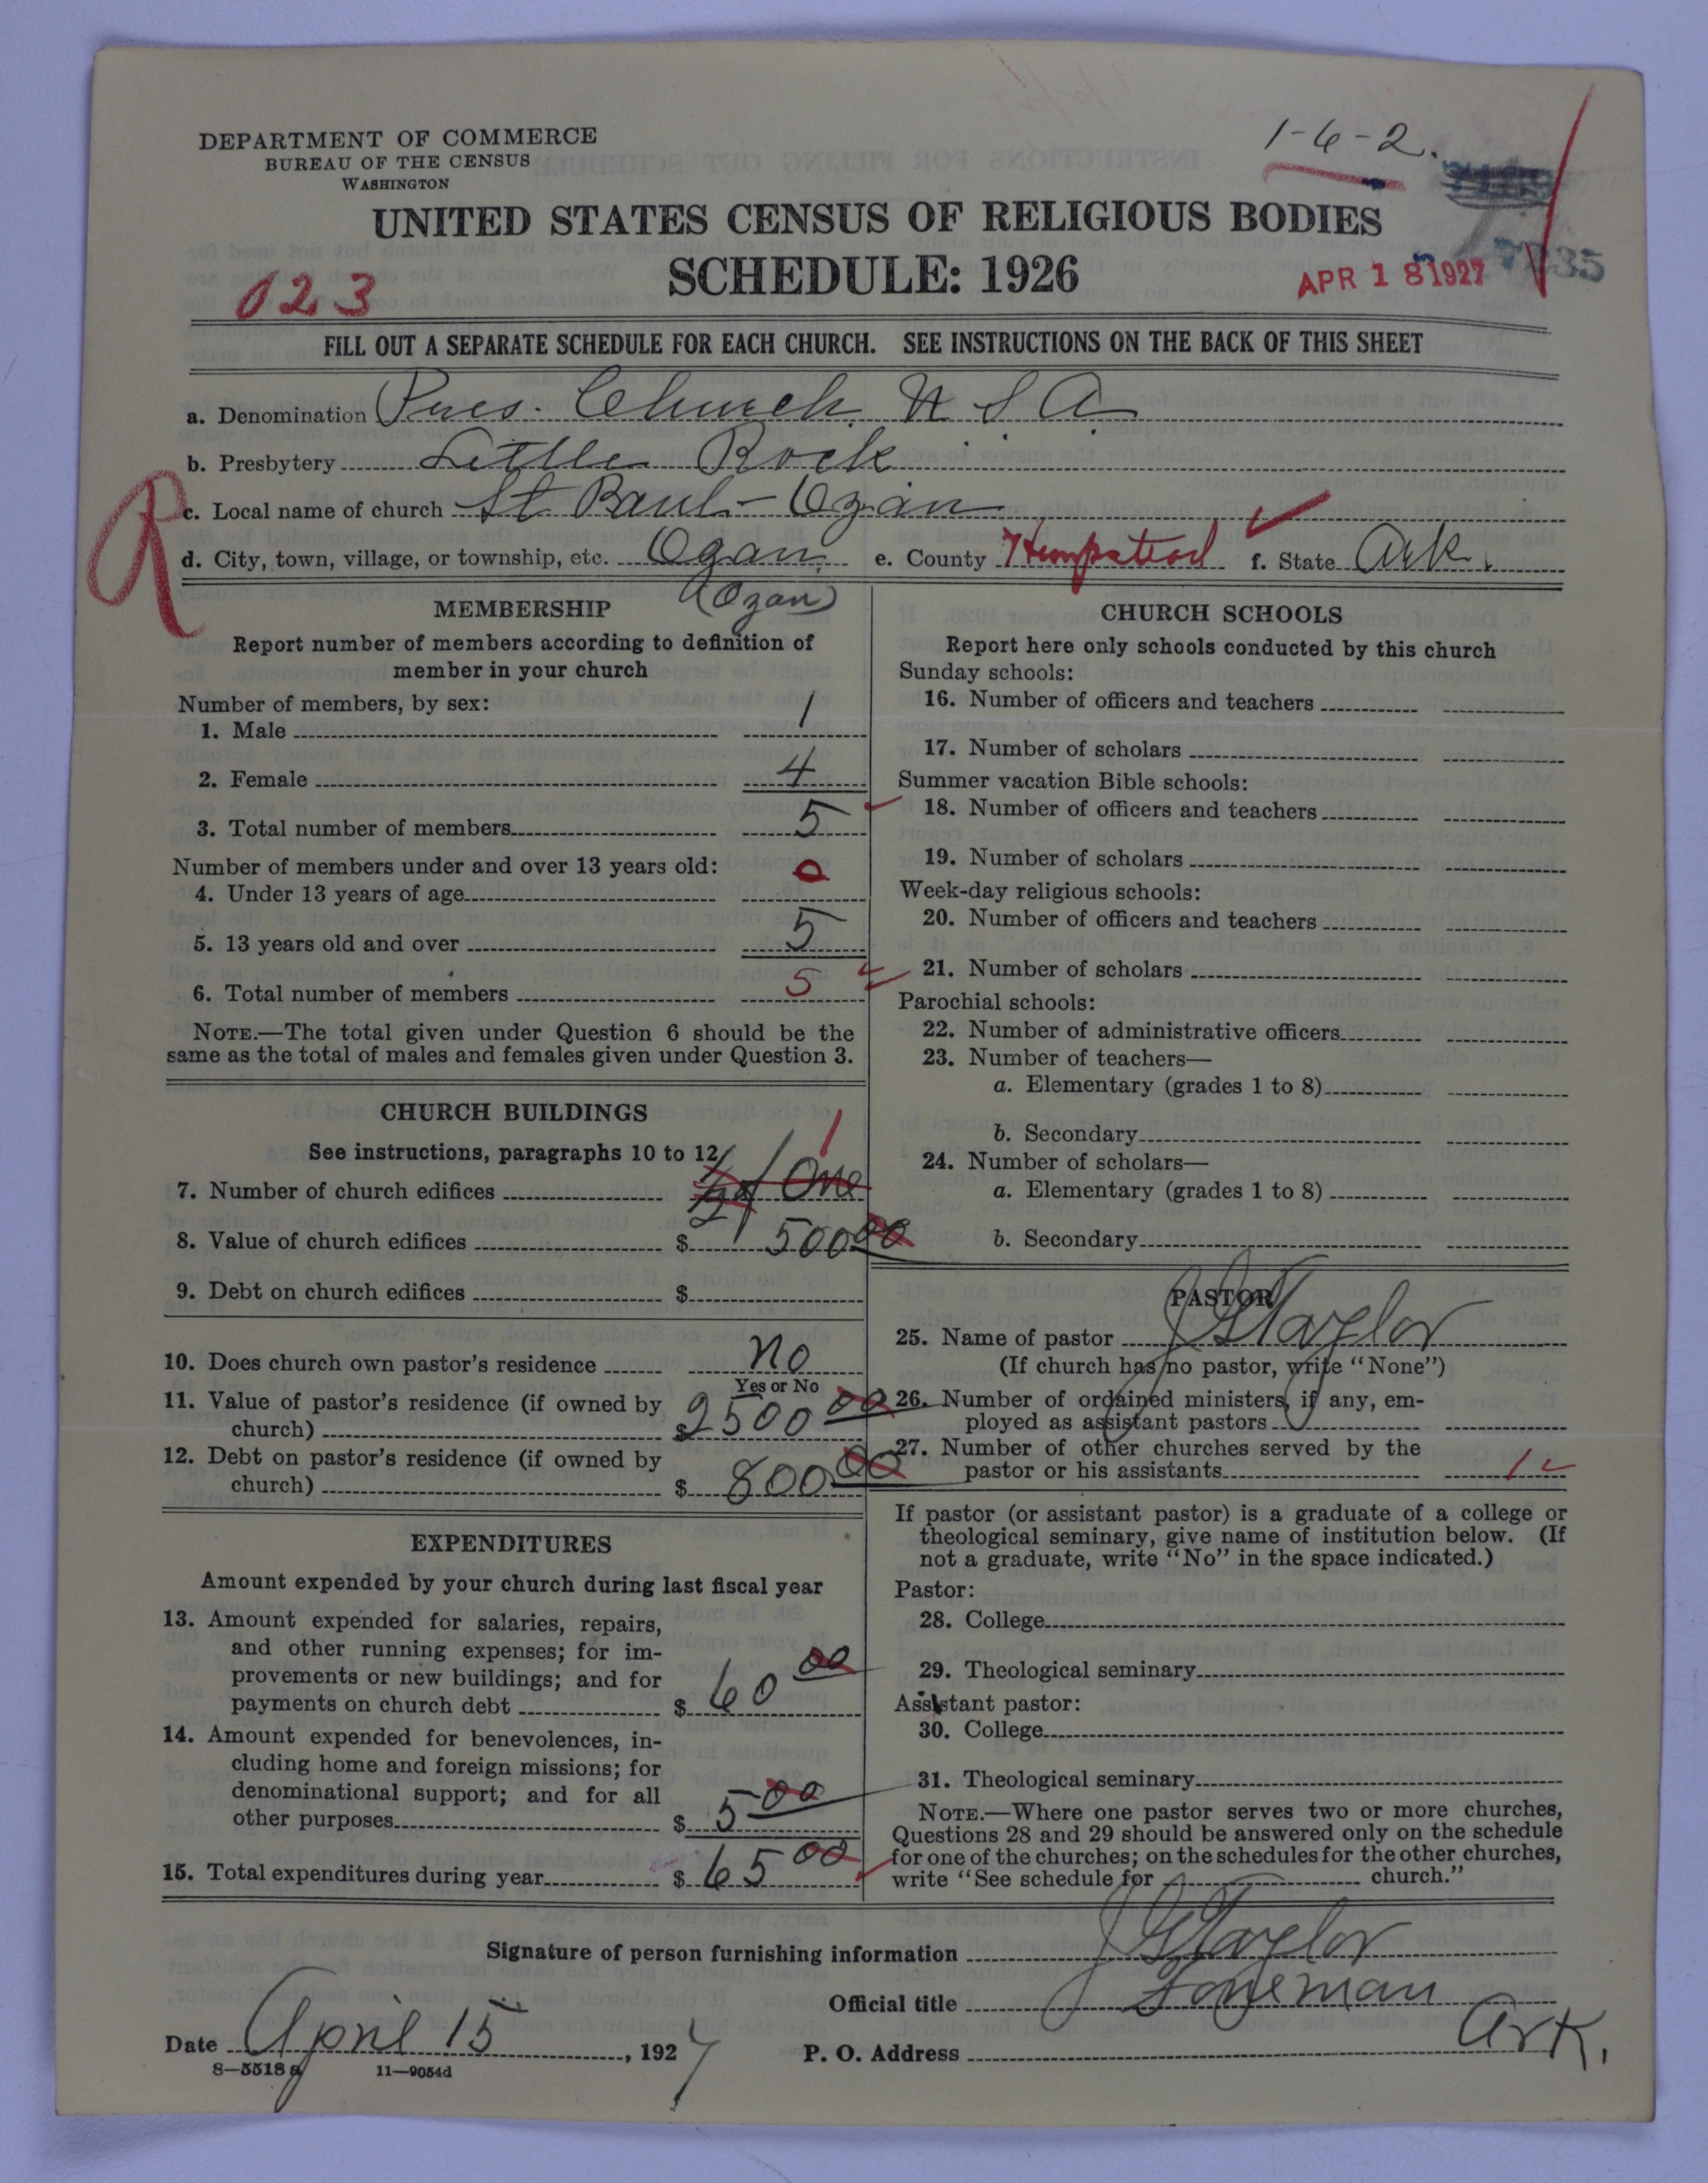 DEPARTMENT OF COMMERCE
BUREAU OF THE CENSUS
WASHINGTON
1-6-2.
UNITED STATES CENSUS OF RELIGIOUS BODIES
SCHEDULE: 1926
023
APR 18 1927
FILL OUT A SEPARATE SCHEDULE FOR EACH CHURCH. SEE INSTRUCTIONS ON THE BACK OF THIS SHEET
a. Denomination Pres. Church U S A
b. Presbytery Little Rock
R
c. Local name of church St Paul - Ozan
d. City, town, village, or township, etc. Ozan e. County Hempstead f. State Ark.
(Ozan)
MEMBERSHIP
Report number of members according to definition of
member in your church
Number of members, by sex:
1. Male 1
2. Female 4
3. Total number of members 5
Number of members under and over 13 years old:
4. Under 13 years of age 0
5. 13 years old and over 5
6. Total number of members 5
NOTE.—The total given under Question 6 should be the
same as the total of males and females given under Question 3.
CHURCH BUILDINGS
See instructions, paragraphs 10 to 12
1
7. Number of church edifices One
8. Value of church edifices $ 500 00
9. Debt on church edifices $
10. Does church own pastor's residence No
Yes or No
11. Value of pastor's residence (if owned by
church) $ 2500 00
12. Debt on pastor's residence (if owned by
church) $ 800 00
EXPENDITURES
Amount expended by your church during last fiscal year
13. Amount expended for salaries, repairs,
and other running expenses; for im-
provements or new buildings; and for
payments on church debt $ 60 00
14. Amount expended for benevolences, in-
cluding home and foreign missions; for
denominational support; and for all
other purposes $ 5 00
15. Total expenditures during year $ 65 00
CHURCH SCHOOLS
Report here only schools conducted by this church
Sunday schools:
16. Number of officers and teachers
17. Number of scholars
Summer vacation Bible schools:
18. Number of officers and teachers
19. Number of scholars
Week-day religious schools:
20. Number of officers and teachers
21. Number of scholars
Parochial schools:
22. Number of administrative officers
23. Number of teachers—
a. Elementary (grades 1 to 8)
b. Secondary
24. Number of scholars—
a. Elementary (grades 1 to 8)
b. Secondary
PASTOR
25. Name of pastor J G Taylor
(If church has no pastor, write "None")
26. Number of ordained ministers, if any, em-
ployed as assistant pastors
27. Number of other churches served by the
pastor or his assistants 1
If pastor (or assistant pastor) is a graduate of a college or
theological seminary, give name of institution below. (If
not a graduate, write "No" in the space indicated.)
Pastor:
28. College
29. Theological seminary
Assistant pastor:
30. College
31. Theological seminary
NOTE.—Where one pastor serves two or more churches,
Questions 28 and 29 should be answered only on the schedule
for one of the churches; on the schedules for the other churches,
write "See schedule for church."
Signature of person furnishing information J G Taylor
Official title
Date April 15, 1927
P. O. Address Ark.
8—5518a 11—9054d